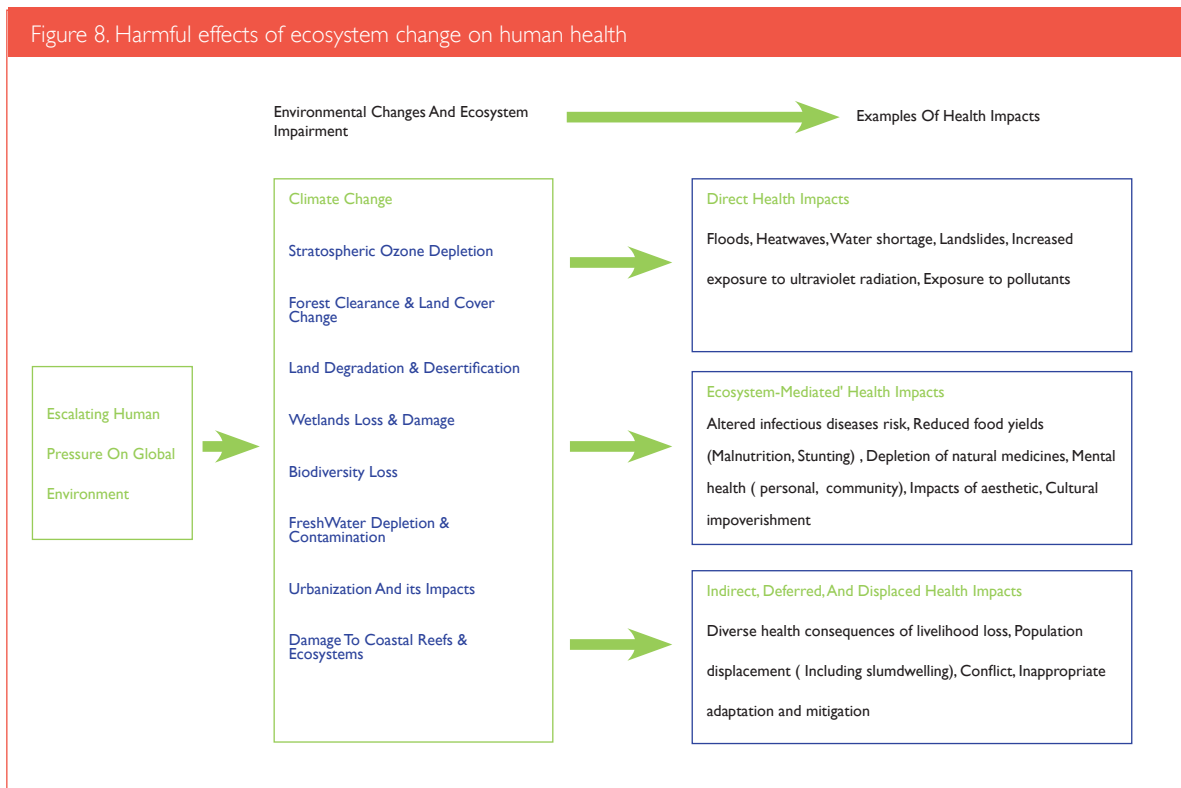 Figure 8. Harmful effects of ecosystem change on human health
Environmental Changes And Ecosystem
Impairment
Examples Of Health Impacts
Escalating Human
Pressure On Global
Environment
Climate Change
Stratospheric Ozone Depletion
Forest Clearance & Land Cover
Change
Land Degradation & Desertification
Wetlands Loss & Damage
Biodiversity Loss
FreshWater Depletion &
Contamination
Urbanization And its Impacts
Damage To Coastal Reefs &
Ecosystems
Direct Health Impacts
Floods, Heatwaves, Water shortage, Landslides, Increased
exposure to ultraviolet radiation, Exposure to pollutants
Ecosystem-Mediated' Health Impacts
Altered infectious diseases risk, Reduced food yields
(Malnutrition, Stunting) , Depletion of natural medicines, Mental
health ( personal, community), Impacts of aesthetic, Cultural
impoverishment
Indirect, Deferred, And Displaced Health Impacts
Diverse health consequences of livelihood loss, Population
displacement ( Including slumdwelling), Conflict, Inappropriate
adaptation and mitigation